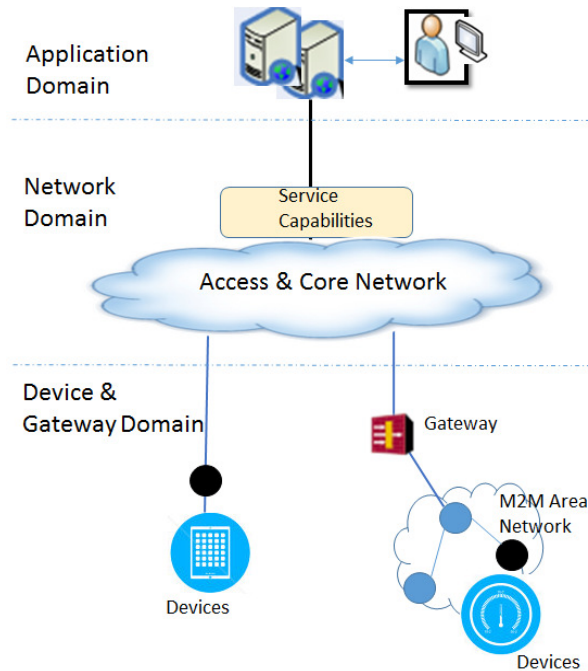 Application
Domain
Network
Domain
Service
Capabilities
Access & Core Network
Device &
Gateway Domain
Gateway
M2M Area
Network
Devices
Devices